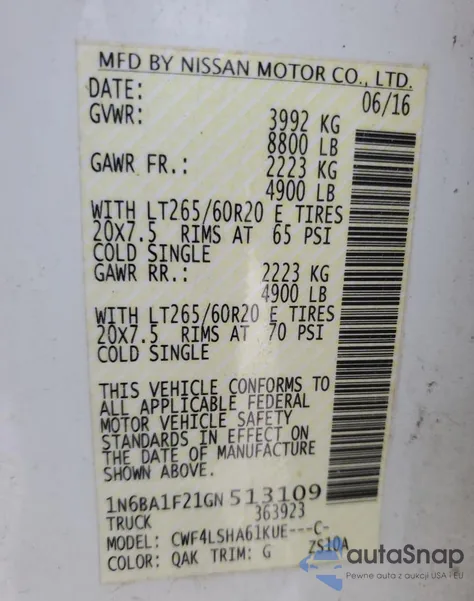 MFD BY NISSAN MOTOR CO., LTD.
DATE: 06/16
GVWR: 3992 KG
8800 LB
GAWR FR.: 2223 KG
4900 LB
WITH LT265/60R20 E TIRES
20X7.5 RIMS AT 65 PSI
COLD SINGLE
GAWR RR.: 2223 KG
4900 LB
WITH LT265/60R20 E TIRES
20X7.5 RIMS AT 70 PSI
COLD SINGLE
THIS VEHICLE CONFORMS TO
ALL APPLICABLE FEDERAL
MOTOR VEHICLE SAFETY
STANDARDS IN EFFECT ON
THE DATE OF MANUFACTURE
SHOWN ABOVE.
1N6BA1F21GN513109
TRUCK 363923
MODEL: CWF4LSHA61KUE---C-
COLOR: QAK TRIM: G ZS10A
autaSnap
Pewne auta z aukcji USA i EU